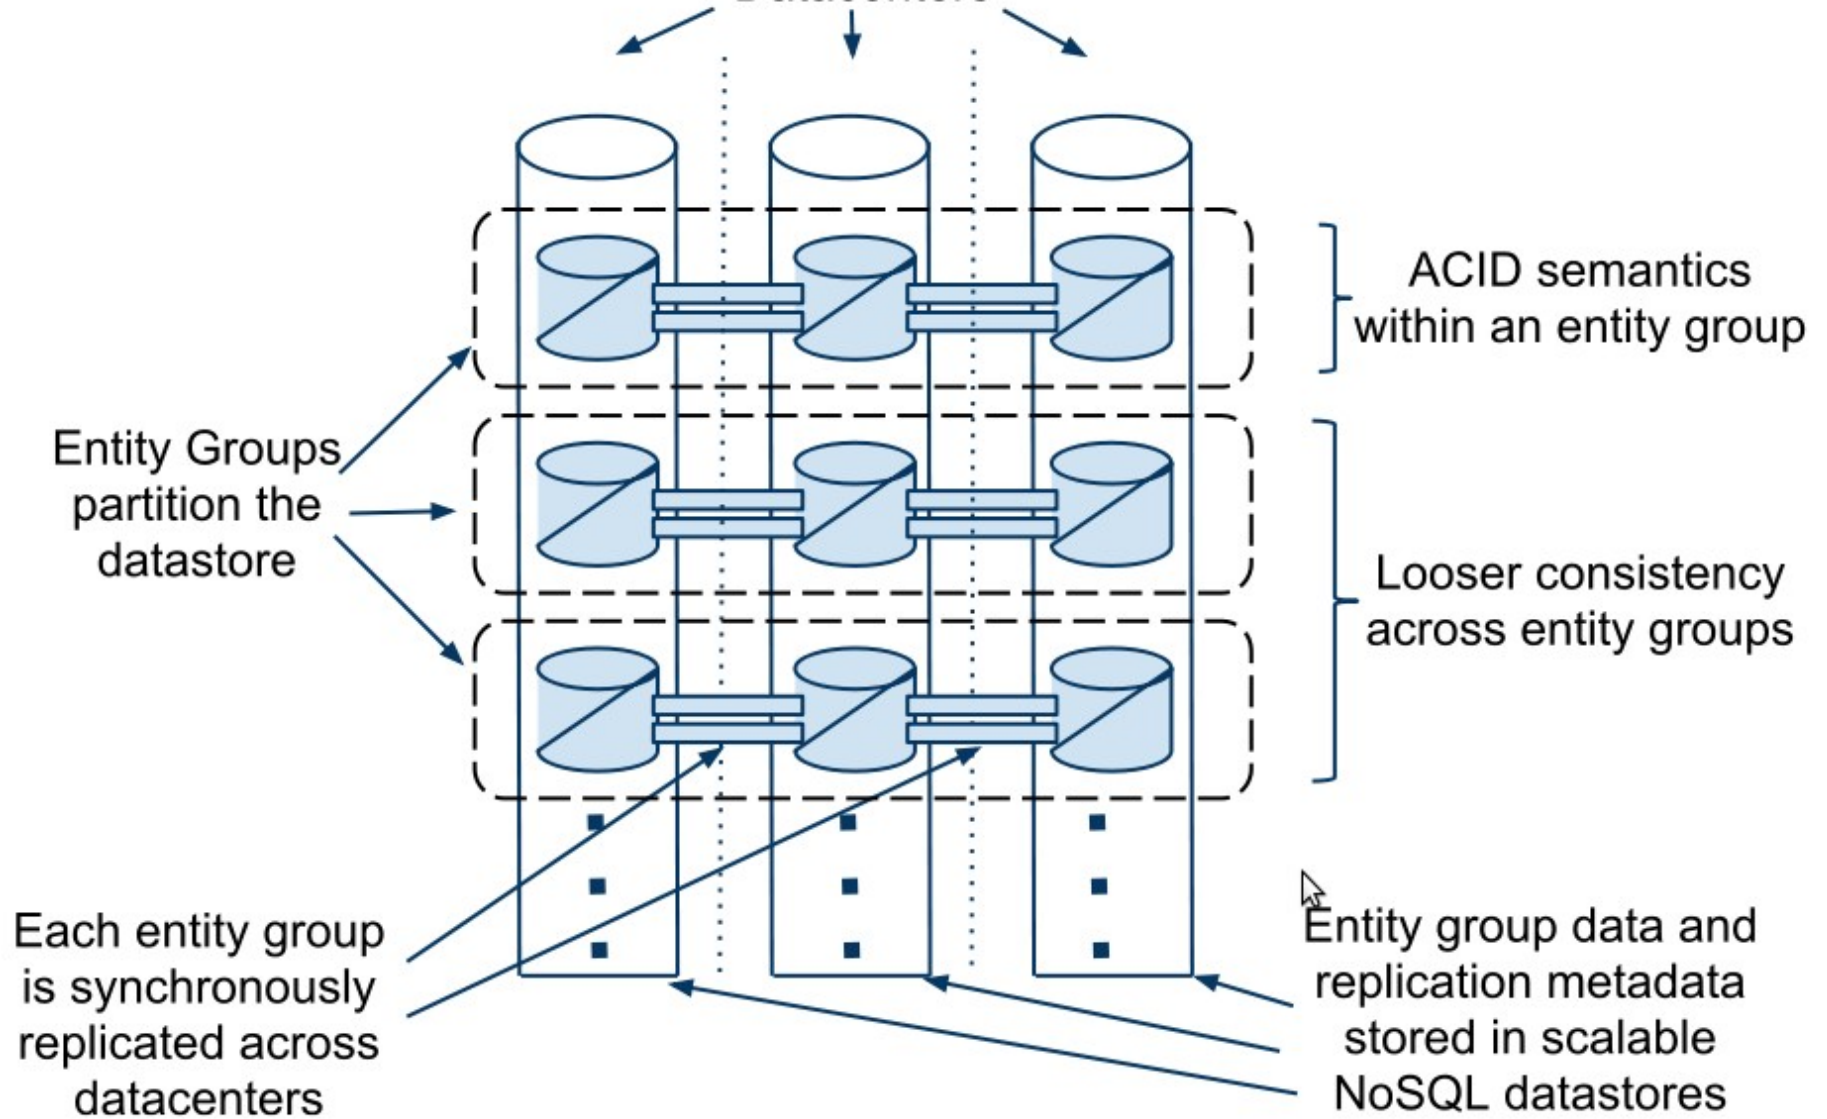 Datacenters
ACID semantics
within an entity group
Entity Groups
partition the
datastore
Looser consistency
across entity groups
Each entity group
is synchronously
replicated across
datacenters
Entity group data and
replication metadata
stored in scalable
NoSQL datastores